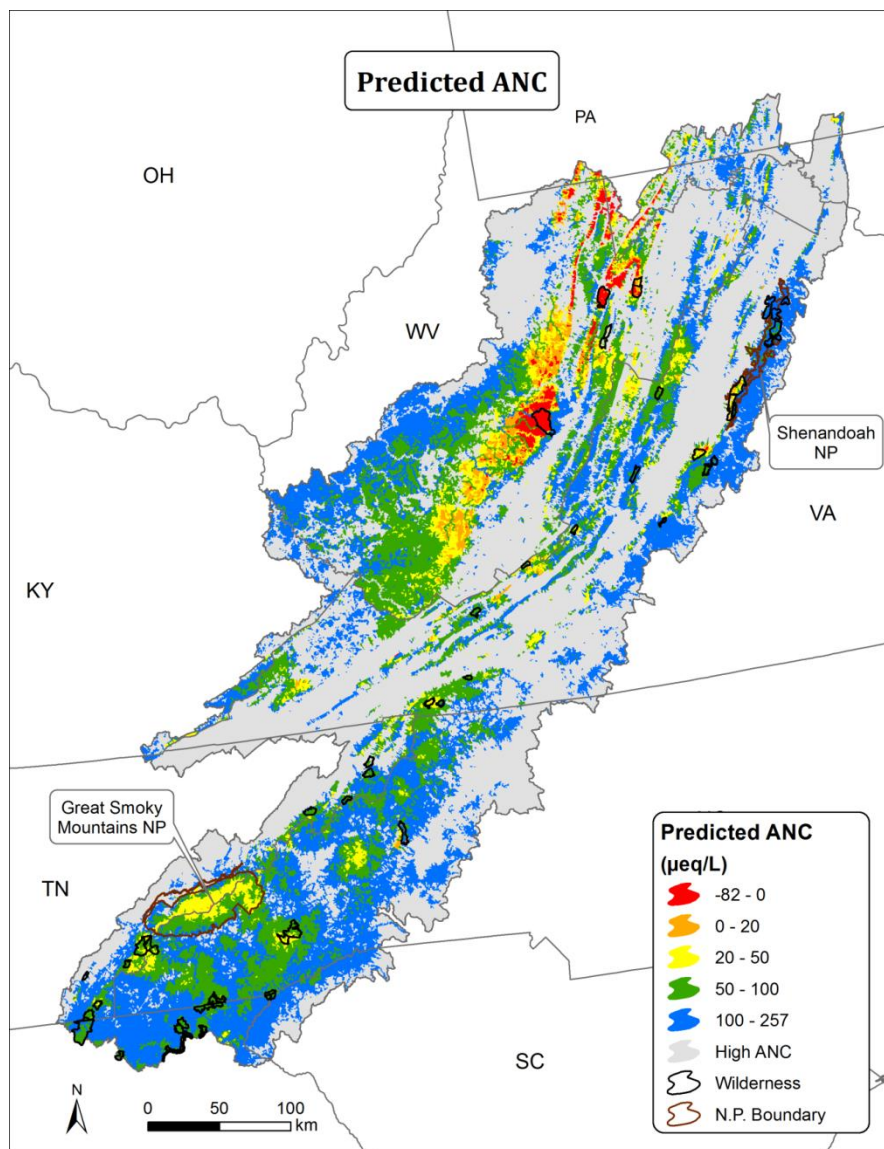 Predicted ANC
PA
OH
WV
Shenandoah
NP
VA
KY
Great Smoky
Mountains NP
TN
SC
Predicted ANC
(µeq/L)
-82 - 0
0 - 20
20 - 50
50 - 100
100 - 257
High ANC
Wilderness
N.P. Boundary
N
0 50 100
km